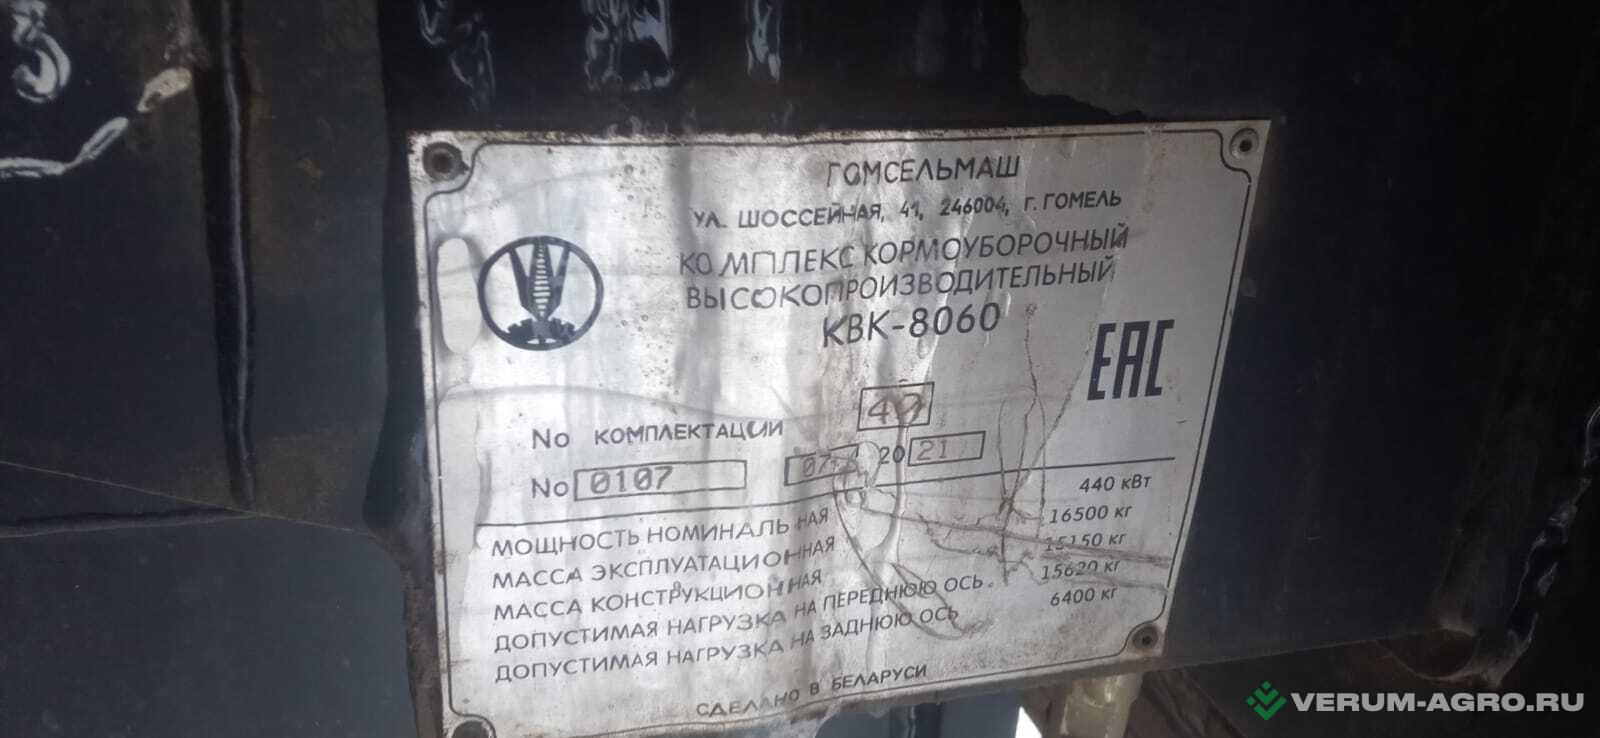 ГОМСЕЛЬМАШ
УЛ. ШОССЕЙНАЯ, 41, 246004, Г. ГОМЕЛЬ
КОМПЛЕКС КОРМОУБОРОЧНЫЙ
ВЫСОКОПРОИЗВОДИТЕЛЬНЫЙ
КВК-8060
EAC
No КОМПЛЕКТАЦИИ
No 0107 07 20 21
МОЩНОСТЬ НОМИНАЛЬНАЯ 440 кВт
МАССА ЭКСПЛУАТАЦИОННАЯ 16500 кг
МАССА КОНСТРУКЦИОННАЯ 15150 кг
ДОПУСТИМАЯ НАГРУЗКА НА ПЕРЕДНЮЮ ОСЬ 15620 кг
ДОПУСТИМАЯ НАГРУЗКА НА ЗАДНЮЮ ОСЬ 6400 кг
СДЕЛАНО В БЕЛАРУСИ
VERUM-AGRO.RU